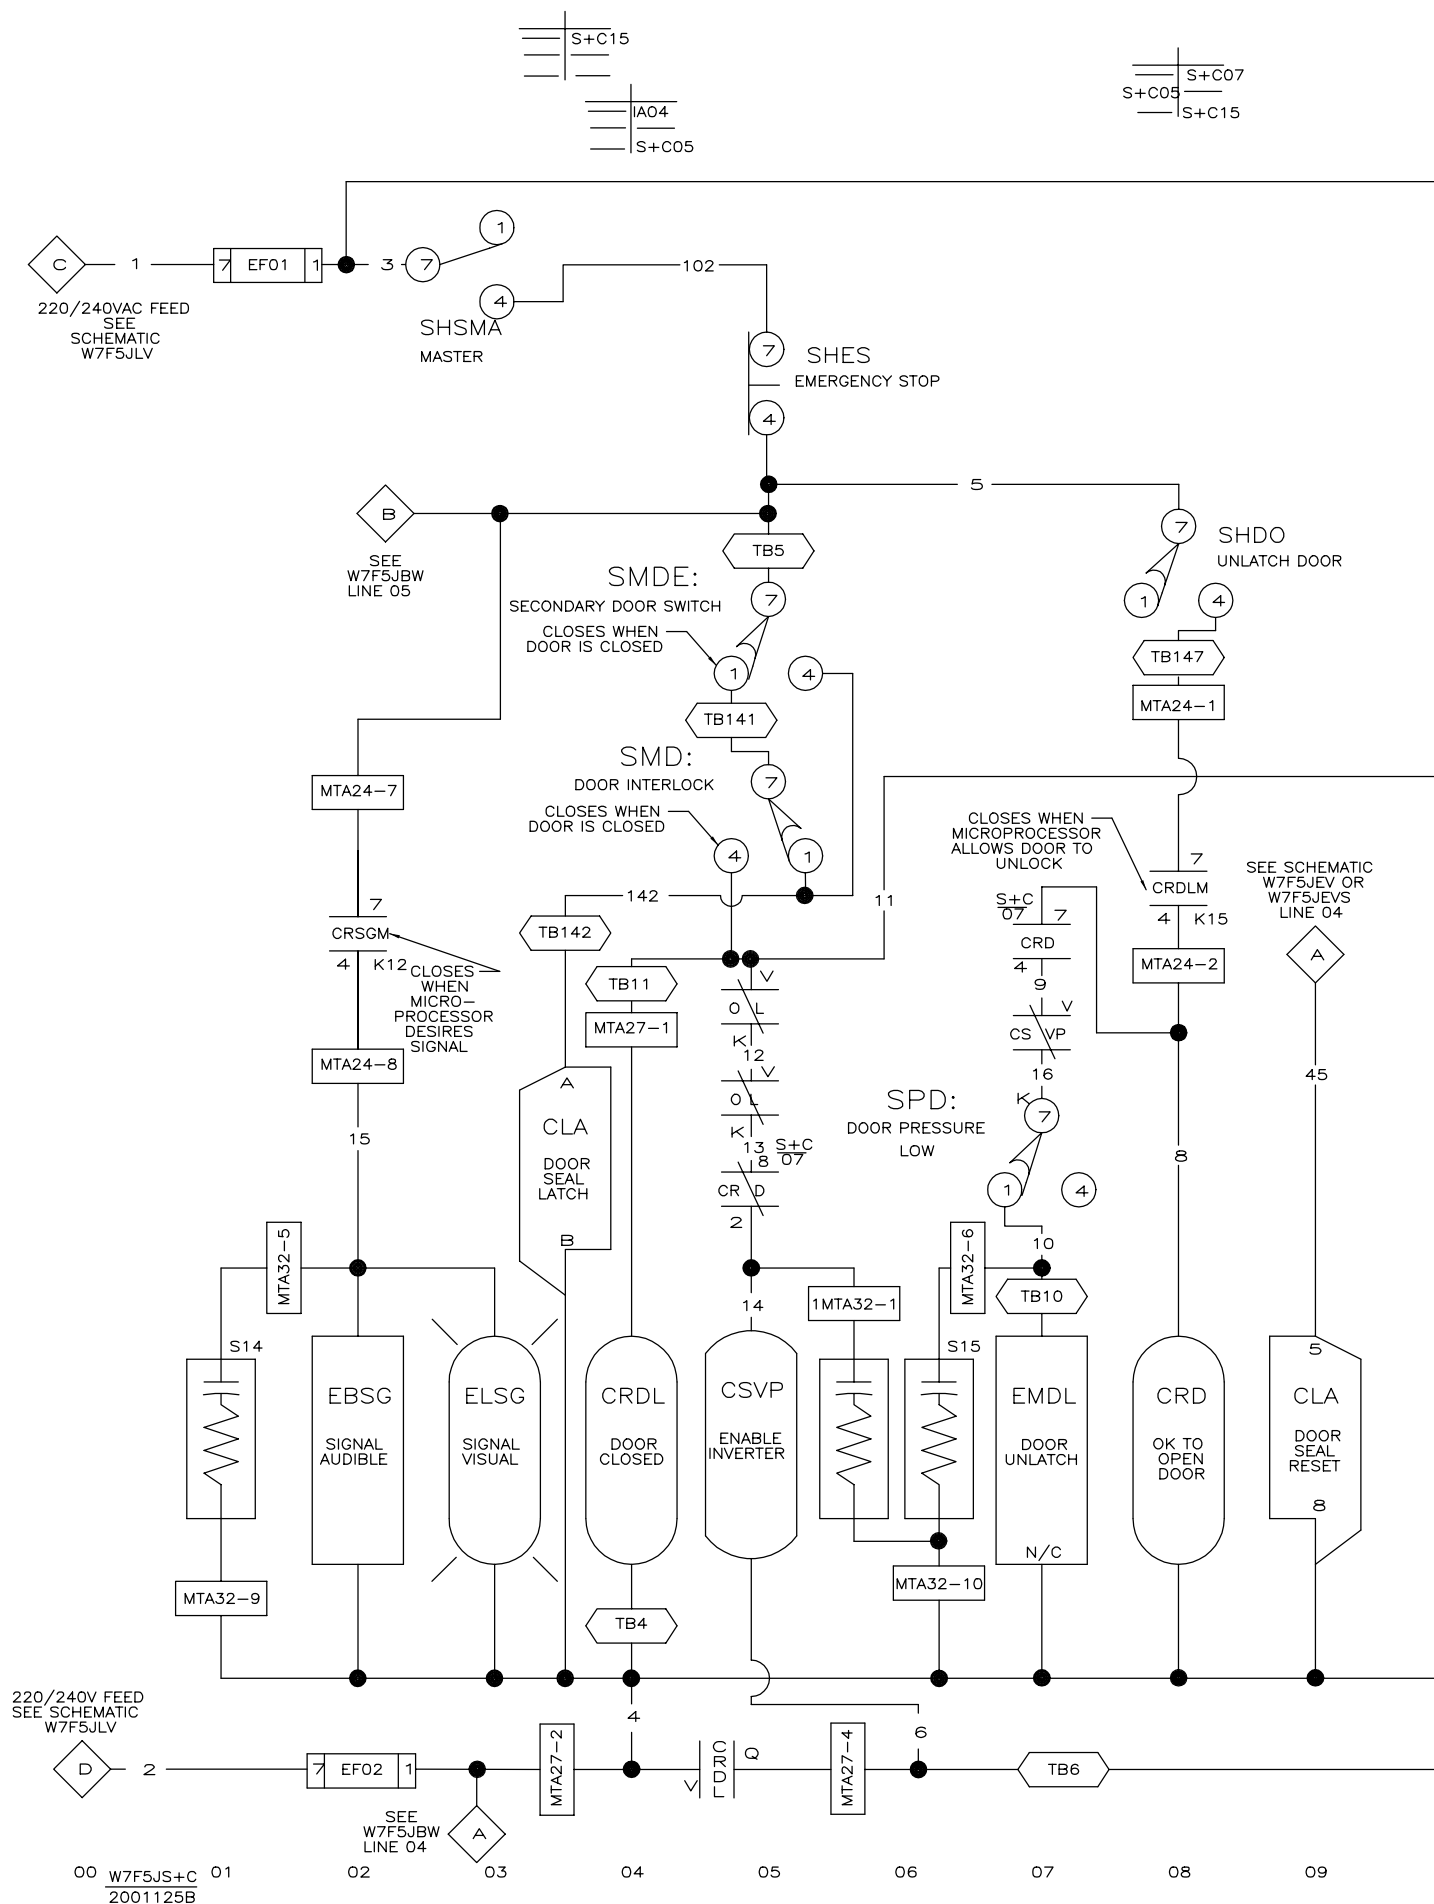 S+C15
IA04
S+C05
S+C07
S+C05
S+C15
C
1
7
EF01
1
3
7
1
4
102
220/240VAC FEED
SEE
SCHEMATIC
W7F5JLV
SHSMA
MASTER
7
4
SHES
EMERGENCY STOP
5
B
SEE
W7F5JBW
LINE 05
TB5
SMDE:
SECONDARY DOOR SWITCH
CLOSES WHEN
DOOR IS CLOSED
7
1
4
7
1
4
SHDO
UNLATCH DOOR
TB141
TB147
MTA24-1
SMD:
DOOR INTERLOCK
CLOSES WHEN
DOOR IS CLOSED
7
4
1
MTA24-7
CLOSES WHEN
MICROPROCESSOR
ALLOWS DOOR TO
UNLOCK
7
CRDLM
4
K15
SEE SCHEMATIC
W7F5JEV OR
W7F5JEVS
LINE 04
A
142
11
7
CRSGM
4
K12
CLOSES
WHEN
MICRO-
PROCESSOR
DESIRES
SIGNAL
TB142
S+C
07
7
CRD
4
9
MTA24-2
TB11
MTA27-1
V
O L
K
12
V
CS VP
16
K
MTA24-8
V
O L
K
13
8
S+C
07
CR D
2
45
A
CLA
DOOR
SEAL
LATCH
B
SPD:
DOOR PRESSURE
LOW
7
1
4
15
8
MTA32-5
MTA32-6
10
TB10
14
1MTA32-1
S14
S15
EBSG
SIGNAL
AUDIBLE
ELSG
SIGNAL
VISUAL
CRDL
DOOR
CLOSED
CSVP
ENABLE
INVERTER
EMDL
DOOR
UNLATCH
N/C
CRD
OK TO
OPEN
DOOR
5
CLA
DOOR
SEAL
RESET
8
MTA32-9
MTA32-10
TB4
220/240V FEED
SEE SCHEMATIC
W7F5JLV
4
6
D
2
7
EF02
1
MTA27-2
V
CRDL
Q
MTA27-4
TB6
SEE
W7F5JBW
LINE 04
A
00
W7F5JS+C
2001125B
01
02
03
04
05
06
07
08
09